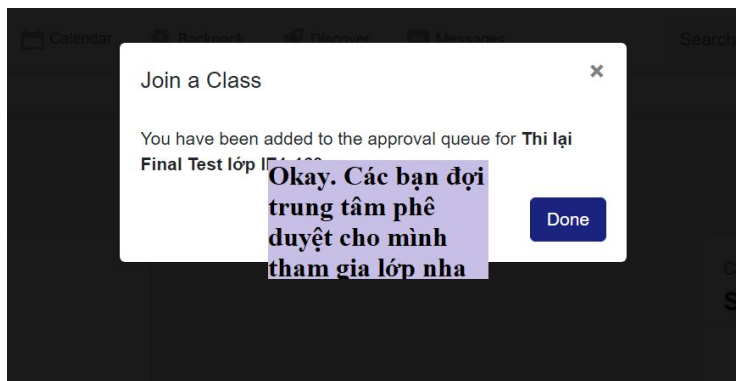 Calendar
Backpack
Discover
Messages
Search
Join a Class
×
You have been added to the approval queue for Thi lại
Final Test lớp
Okay. Các bạn đợi
trung tâm phê
duyệt cho mình
tham gia lớp nha
Done